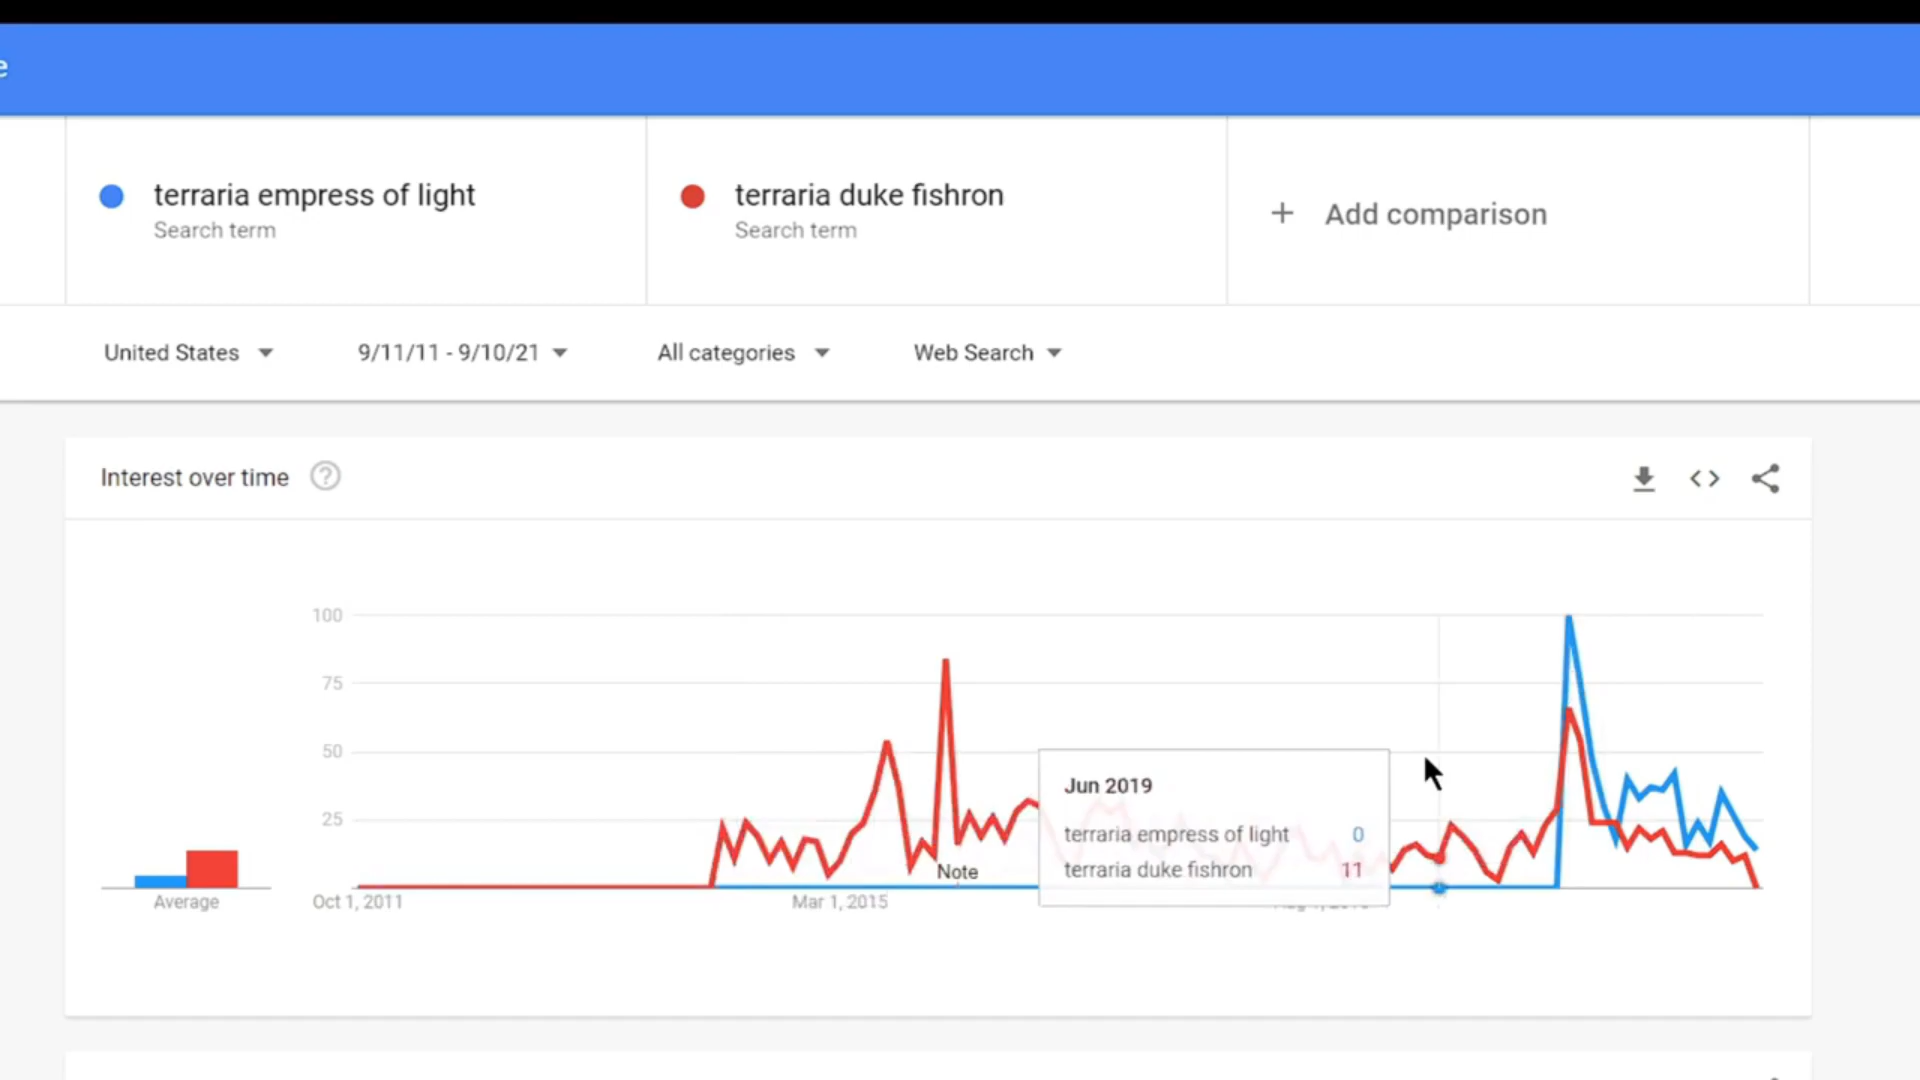 e
terraria empress of light
Search term
terraria duke fishron
Search term
+ Add comparison
United States
9/11/11 - 9/10/21
All categories
Web Search
Interest over time ?
100
75
50
25
Note
Jun 2019
terraria empress of light 0
terraria duke fishron 11
Average
Oct 1, 2011
Mar 1, 2015